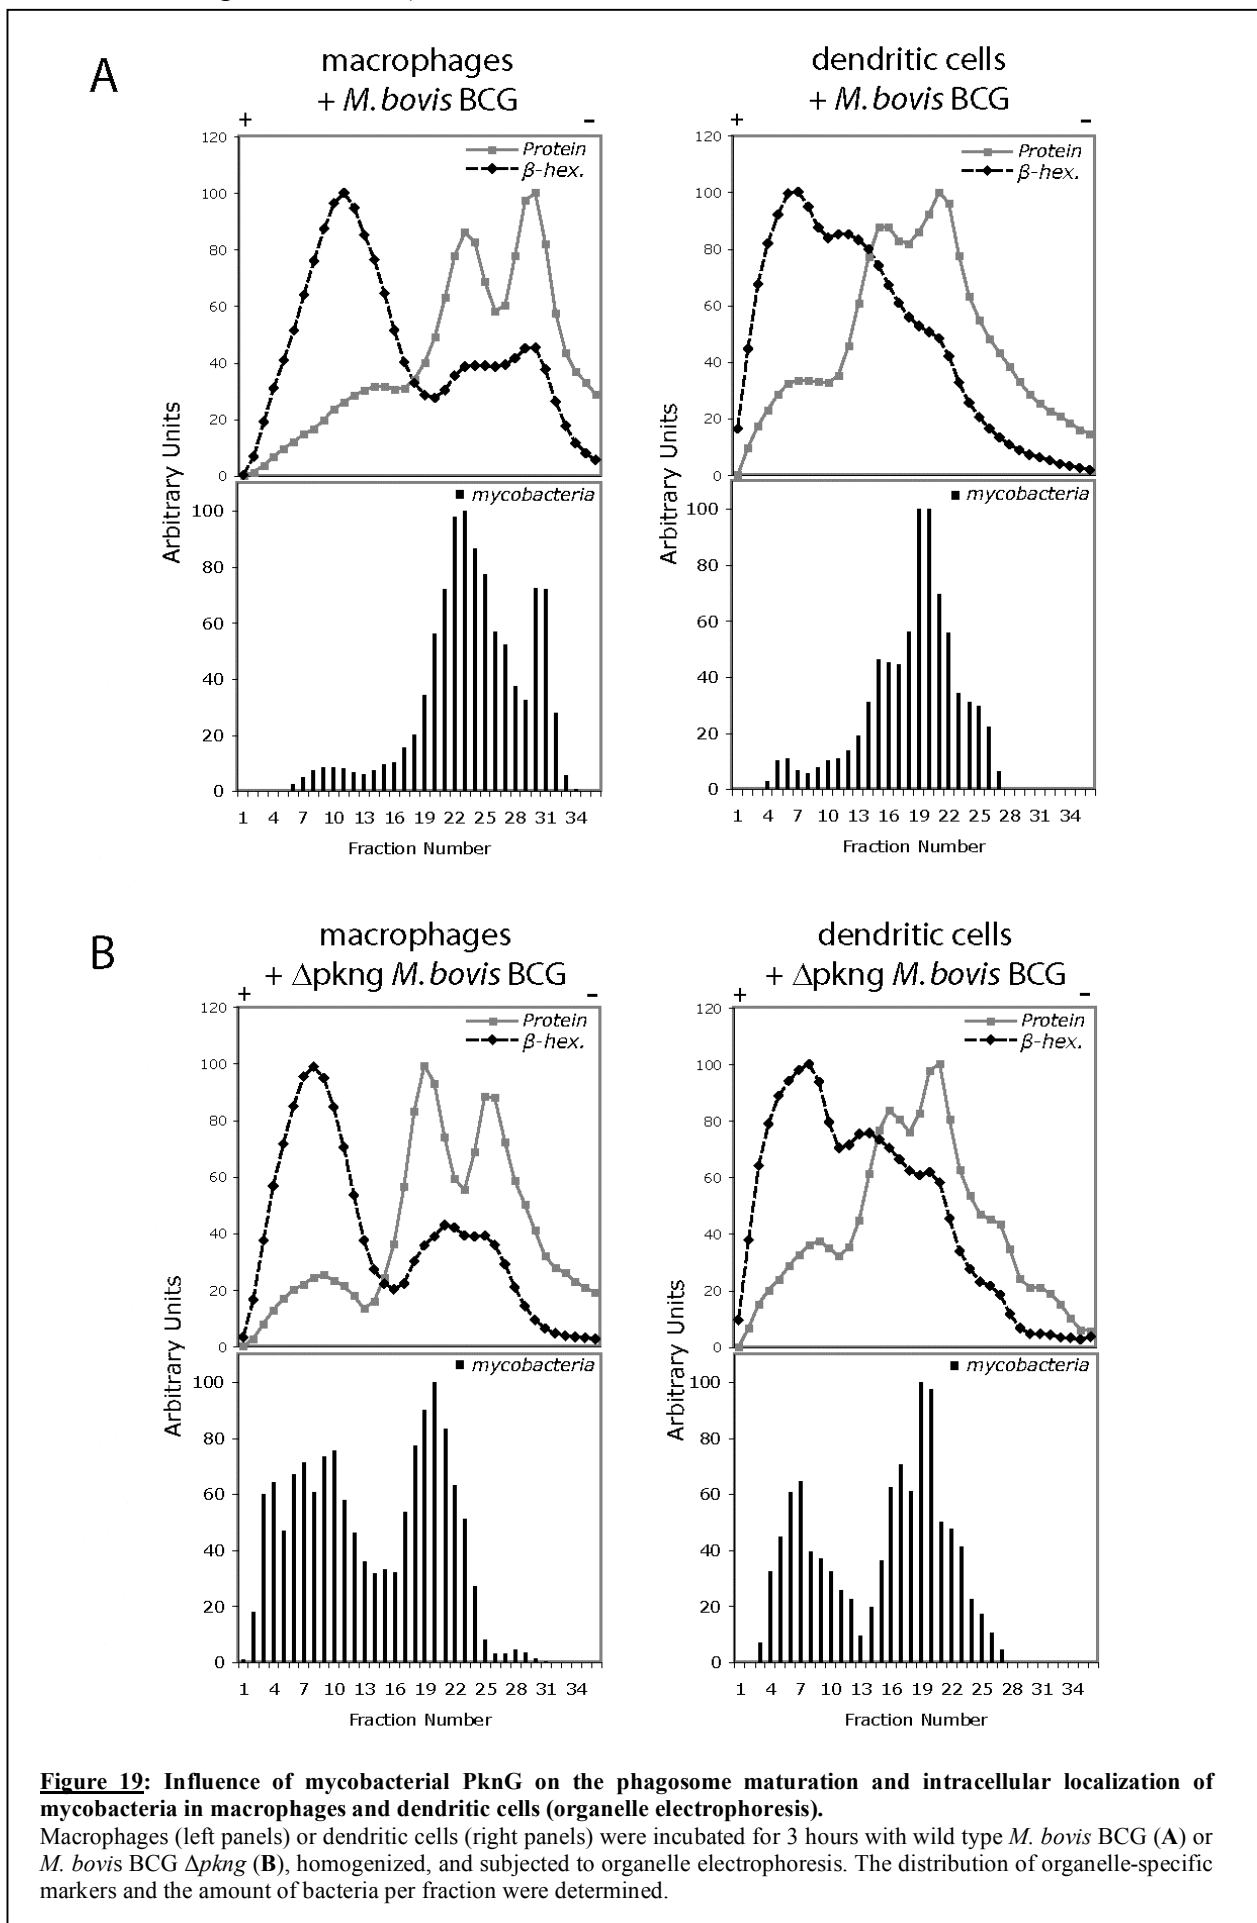 A
macrophages
+ M. bovis BCG
dendritic cells
+ M. bovis BCG
+
−
+
−
120
100
80
60
40
20
0
Protein
β-hex.
120
100
80
60
40
20
0
Protein
β-hex.
Arbitrary Units
100
80
60
40
20
0
mycobacteria
1 4 7 10 13 16 19 22 25 28 31 34
Fraction Number
Arbitrary Units
100
80
60
40
20
0
mycobacteria
1 4 7 10 13 16 19 22 25 28 31 34
Fraction Number
B
macrophages
+ Δpkng M. bovis BCG
dendritic cells
+ Δpkng M. bovis BCG
+
−
+
−
120
100
80
60
40
20
0
Protein
β-hex.
120
100
80
60
40
20
0
Protein
β-hex.
Arbitrary Units
100
80
60
40
20
0
mycobacteria
1 4 7 10 13 16 19 22 25 28 31 34
Fraction Number
Arbitrary Units
100
80
60
40
20
0
mycobacteria
1 4 7 10 13 16 19 22 25 28 31 34
Fraction Number
Figure 19: Influence of mycobacterial PknG on the phagosome maturation and intracellular localization of
mycobacteria in macrophages and dendritic cells (organelle electrophoresis).
Macrophages (left panels) or dendritic cells (right panels) were incubated for 3 hours with wild type M. bovis BCG (A) or
M. bovis BCG Δpkng (B), homogenized, and subjected to organelle electrophoresis. The distribution of organelle-specific
markers and the amount of bacteria per fraction were determined.